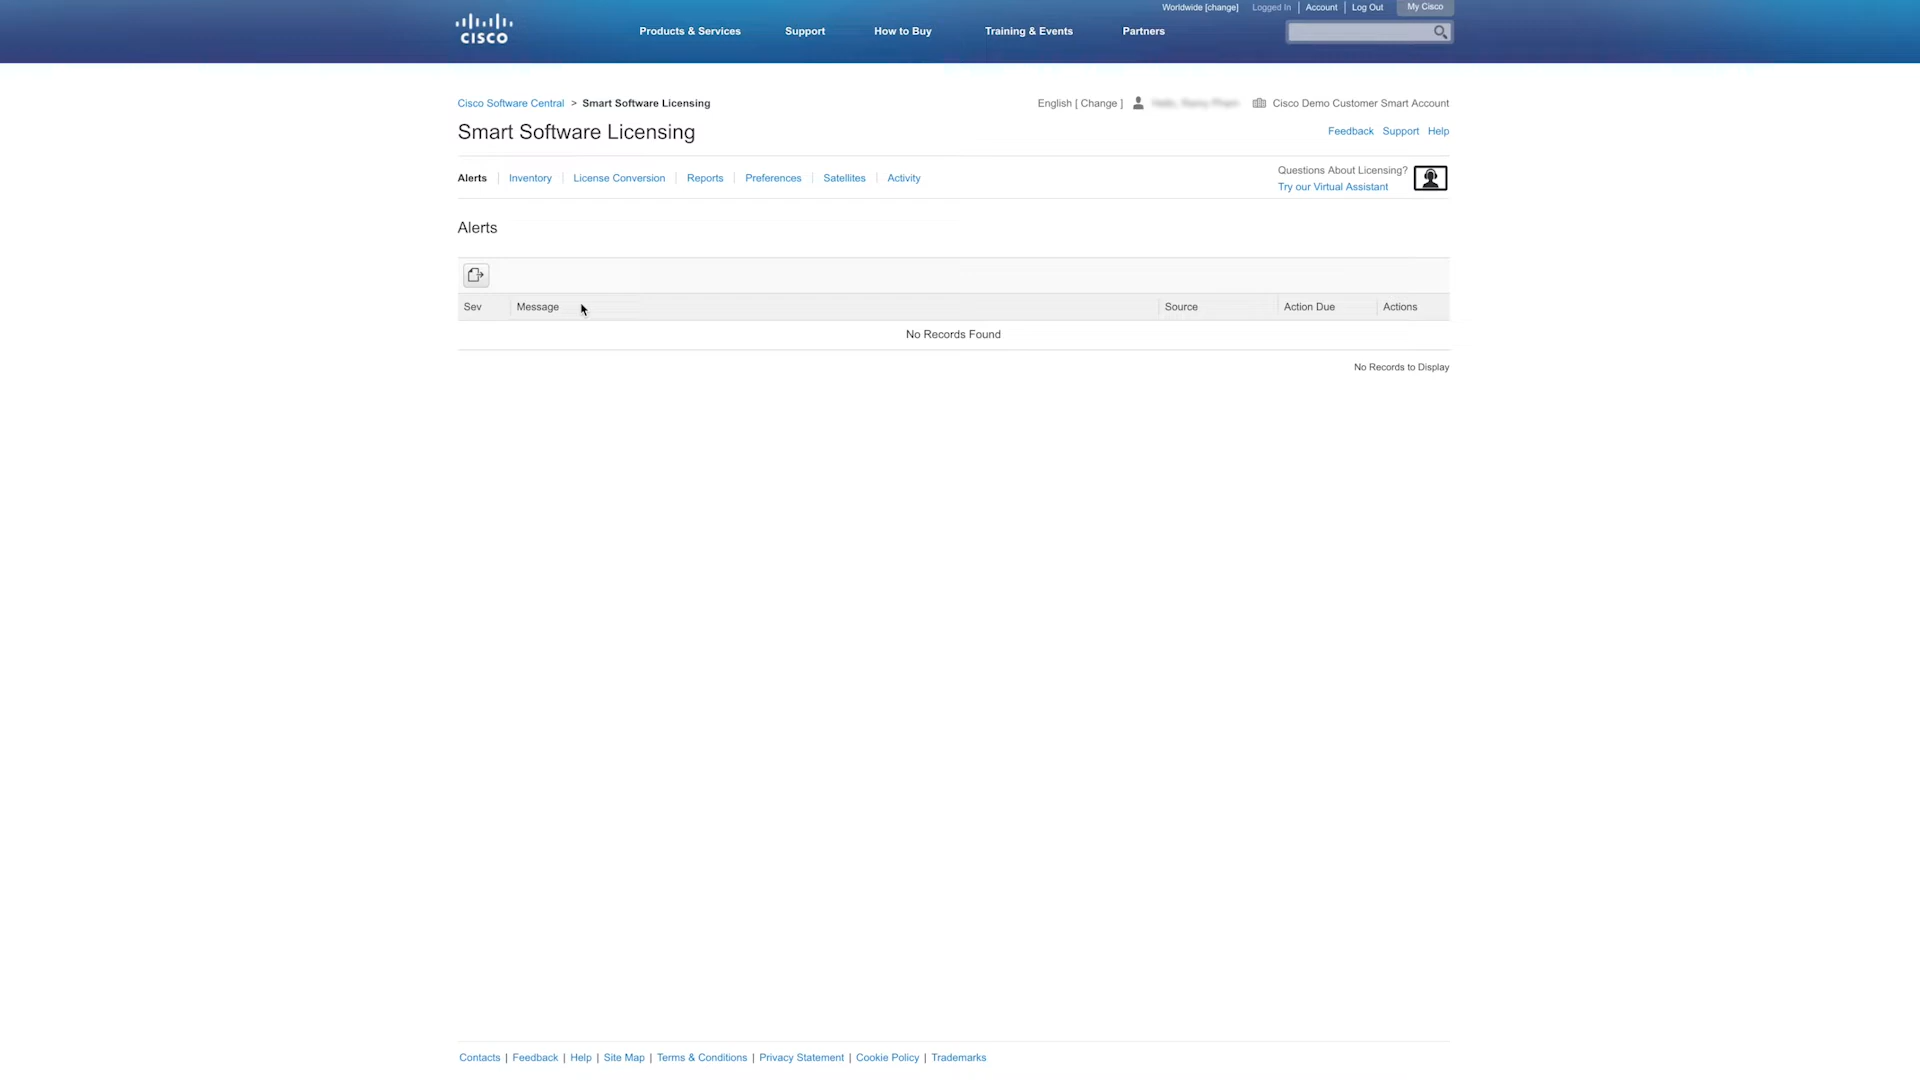 Worldwide [change] Logged In | Account | Log Out My Cisco
CISCO
Products & Services Support How to Buy Training & Events Partners
Cisco Software Central > Smart Software Licensing
English [ Change ] Cisco Demo Customer Smart Account
Smart Software Licensing
Feedback Support Help
Alerts | Inventory | License Conversion | Reports | Preferences | Satellites | Activity
Questions About Licensing?
Try our Virtual Assistant
Alerts
Sev Message Source Action Due Actions
No Records Found
No Records to Display
Contacts | Feedback | Help | Site Map | Terms & Conditions | Privacy Statement | Cookie Policy | Trademarks